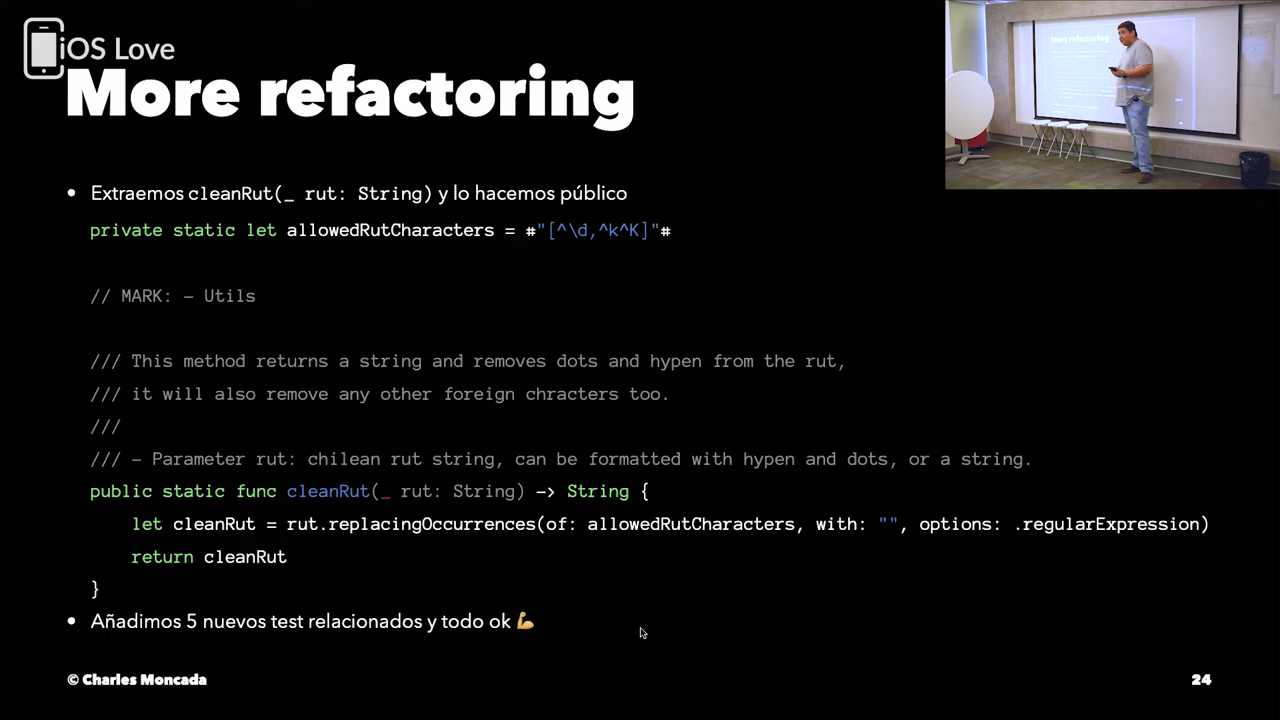 iOS Love
More refactoring
More refactoring
• Extraemos cleanRut(_ rut: String) y lo hacemos público
private static let allowedRutCharacters = #"[^\d,^k^K]"#
// MARK: - Utils
/// This method returns a string and removes dots and hypen from the rut,
/// it will also remove any other foreign chracters too.
///
/// - Parameter rut: chilean rut string, can be formatted with hypen and dots, or a string.
public static func cleanRut(_ rut: String) -> String {
let cleanRut = rut.replacingOccurrences(of: allowedRutCharacters, with: "", options: .regularExpression)
return cleanRut
}
• Añadimos 5 nuevos test relacionados y todo ok 💪
© Charles Moncada
24